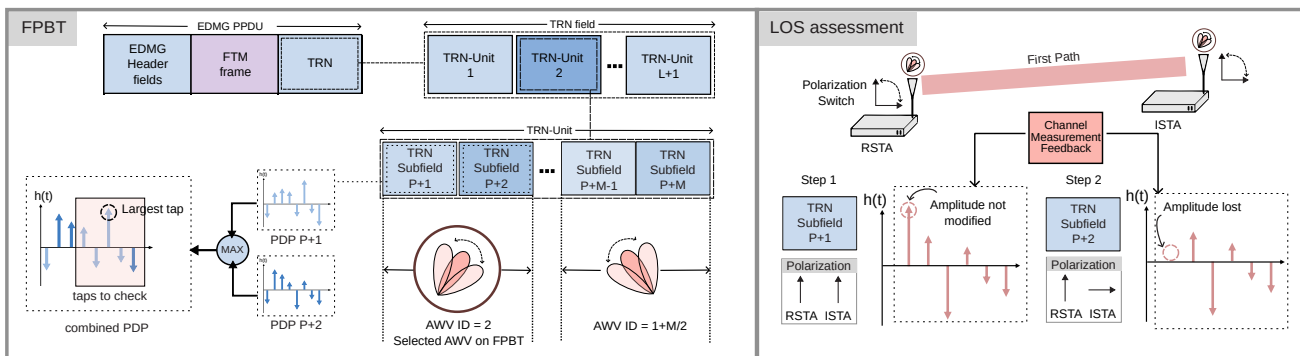 FPBT
EDMG PPDU
EDMG
Header
fields
FTM
frame
TRN
TRN field
TRN-Unit
1
TRN-Unit
2
TRN-Unit
L+1
TRN-Unit
TRN
Subfield
P+1
TRN
Subfield
P+2
TRN
Subfield
P+M-1
TRN
Subfield
P+M
h(t)
Largest tap
taps to check
combined PDP
MAX
h(t)
PDP P+1
h(t)
PDP P+2
AWV ID = 2
Selected AWV on FPBT
AWV ID = 1+M/2
LOS assessment
First Path
Polarization
Switch
RSTA
ISTA
Channel
Measurement
Feedback
Step 1
TRN
Subfield
P+1
Polarization
RSTA ISTA
h(t)
Amplitude not
modified
Step 2
TRN
Subfield
P+2
Polarization
RSTA ISTA
h(t)
Amplitude lost